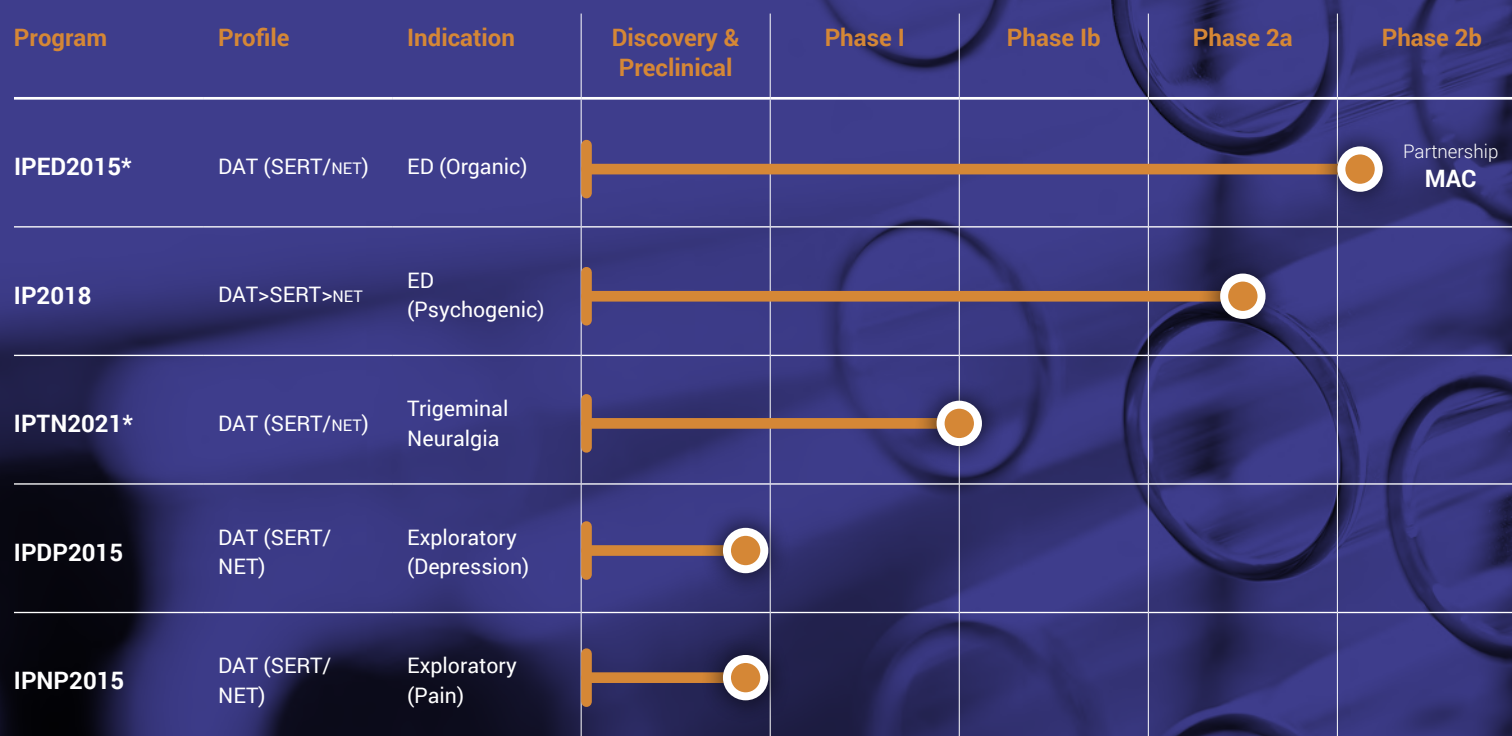 Program Profile Indication Discovery & Preclinical Phase I Phase Ib Phase 2a Phase 2b
IPED2015* DAT (SERT/NET) ED (Organic) Partnership
MAC
IP2018 DAT>SERT>NET ED
(Psychogenic)
IPTN2021* DAT (SERT/NET) Trigeminal
Neuralgia
IPDP2015 DAT (SERT/
NET) Exploratory
(Depression)
IPNP2015 DAT (SERT/
NET) Exploratory
(Pain)